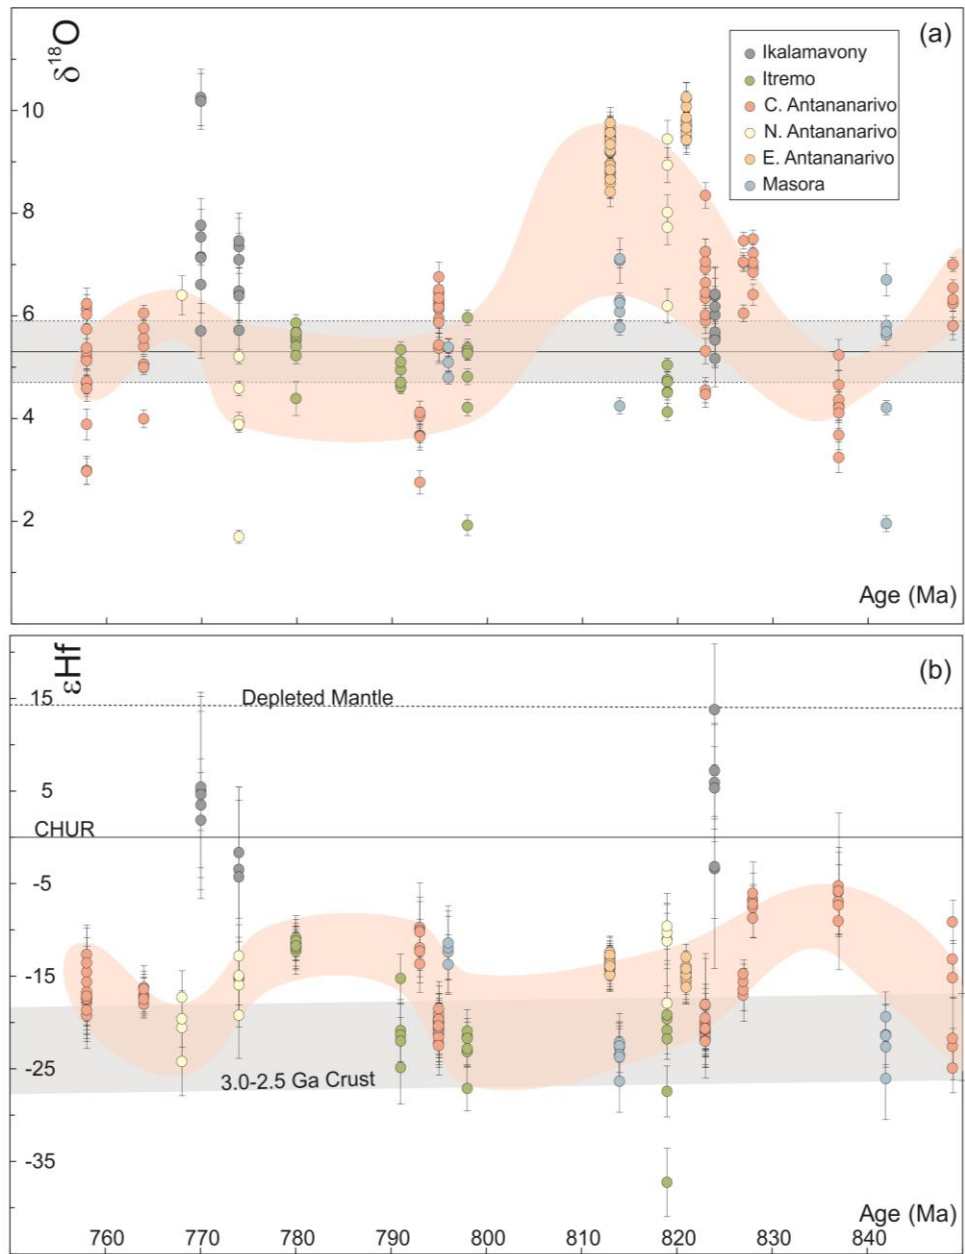 (a)
δ¹⁸O
Ikalamavony
Itremo
C. Antananarivo
N. Antananarivo
E. Antananarivo
Masora
10
8
6
4
2
Age (Ma)
(b)
εHf
15
Depleted Mantle
5
CHUR
-5
-15
-25
3.0-2.5 Ga Crust
-35
Age (Ma)
760 770 780 790 800 810 820 830 840